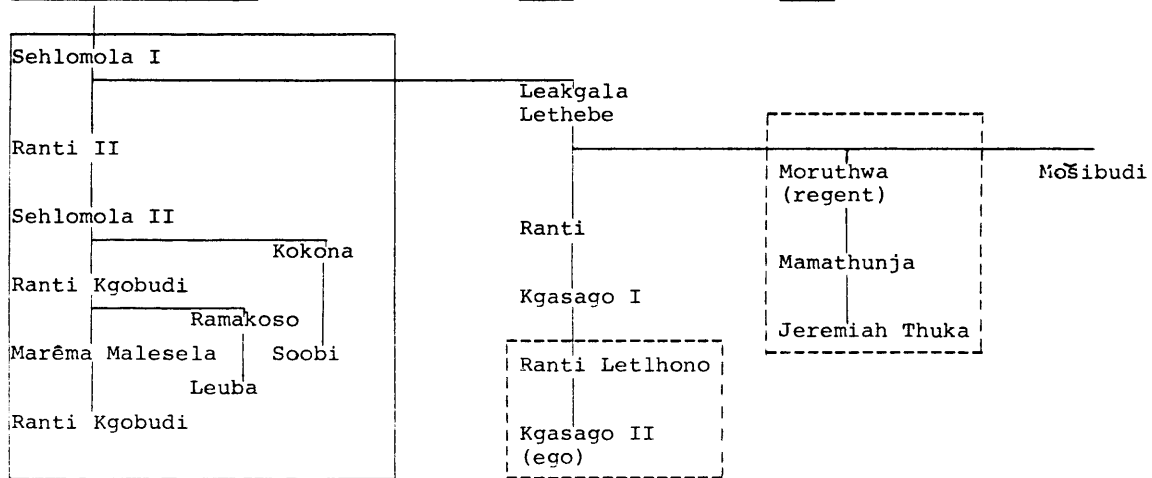 Sehlomola I
Leakgala
Lethebe
Ranti II
Moruthwa
(regent)
Mošibudi
Sehlomola II
Ranti
Kokona
Mamathunja
Ranti Kgobudi
Kgasago I
Ramakoso
Jeremiah Thuka
Marêma Malesela
Soobi
Ranti Letlhono
Leuba
Ranti Kgobudi
Kgasago II
(ego)